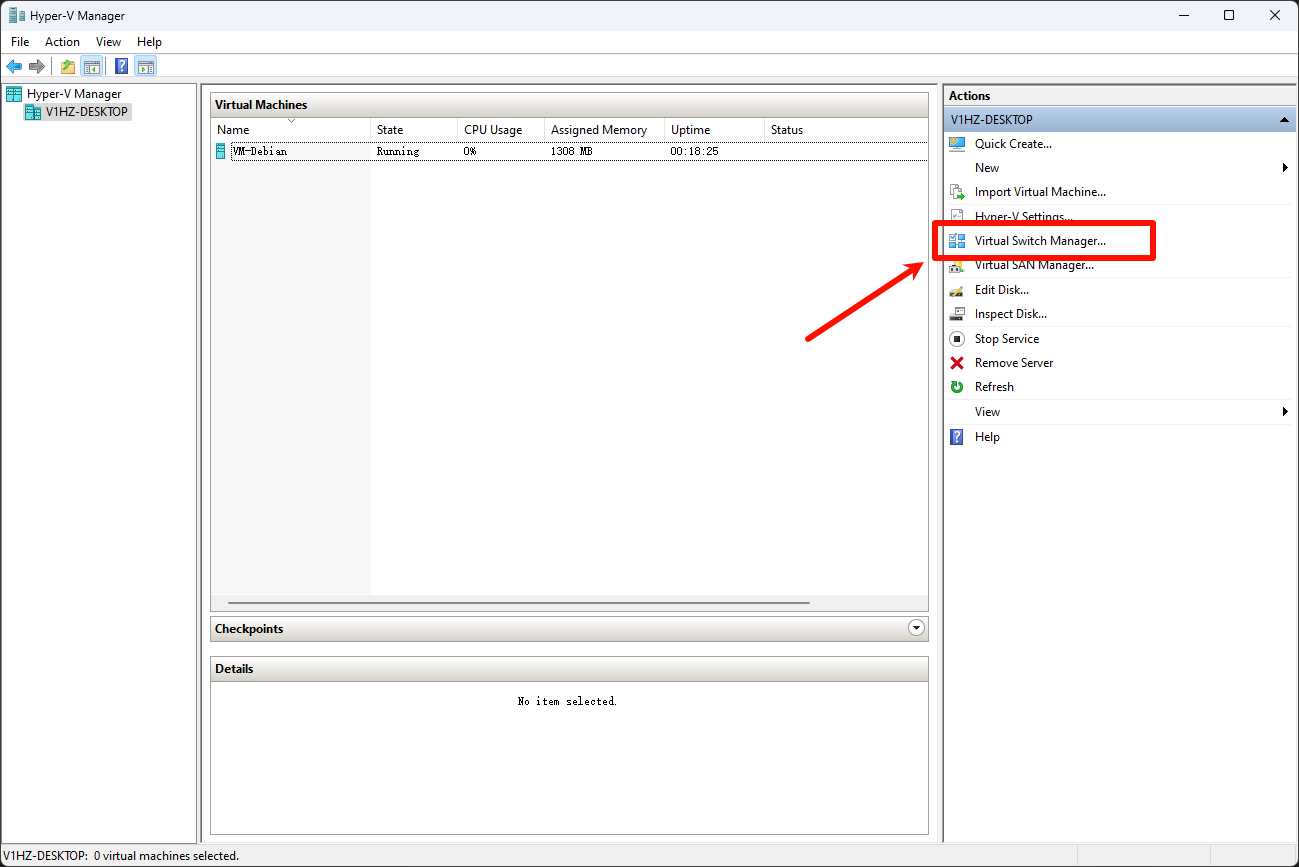 Hyper-V Manager
File Action View Help
Hyper-V Manager
V1HZ-DESKTOP
Virtual Machines
Name State CPU Usage Assigned Memory Uptime Status
VM-Debian Running 0% 1308 MB 00:18:25
Checkpoints
Details
No item selected.
Actions
V1HZ-DESKTOP
Quick Create...
New
Import Virtual Machine...
Hyper-V Settings...
Virtual Switch Manager...
Virtual SAN Manager...
Edit Disk...
Inspect Disk...
Stop Service
Remove Server
Refresh
View
Help
V1HZ-DESKTOP: 0 virtual machines selected.